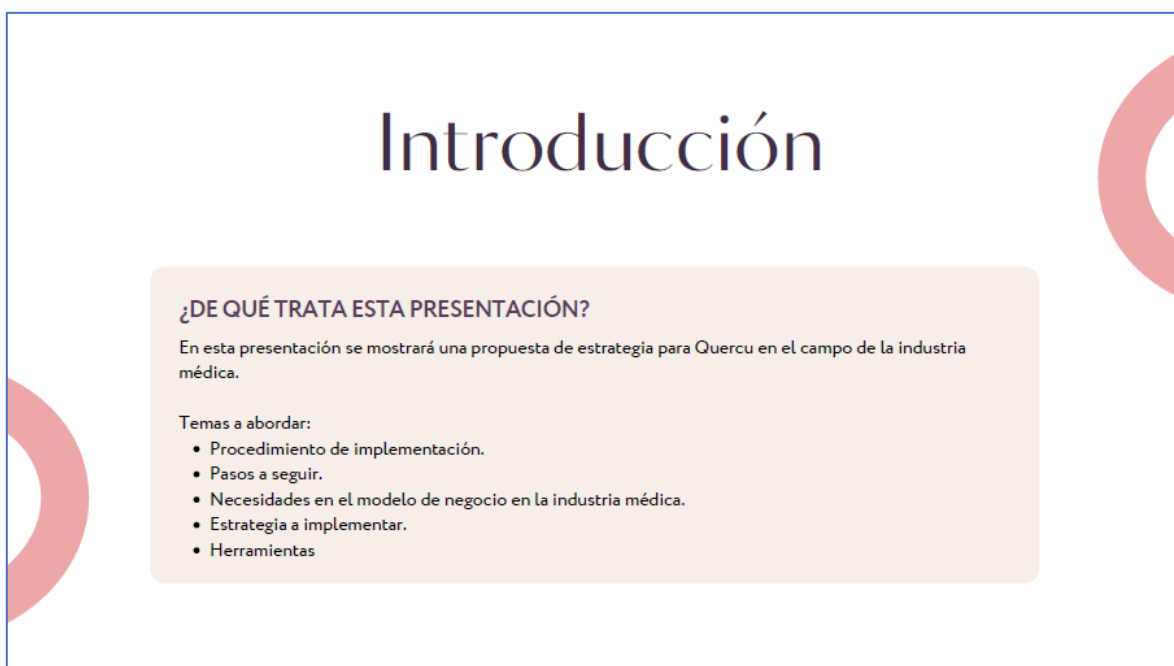 Introducción
¿DE QUÉ TRATA ESTA PRESENTACIÓN?
En esta presentación se mostrará una propuesta de estrategia para Quercu en el campo de la industria
médica.
Temas a abordar:
• Procedimiento de implementación.
• Pasos a seguir.
• Necesidades en el modelo de negocio en la industria médica.
• Estrategia a implementar.
• Herramientas